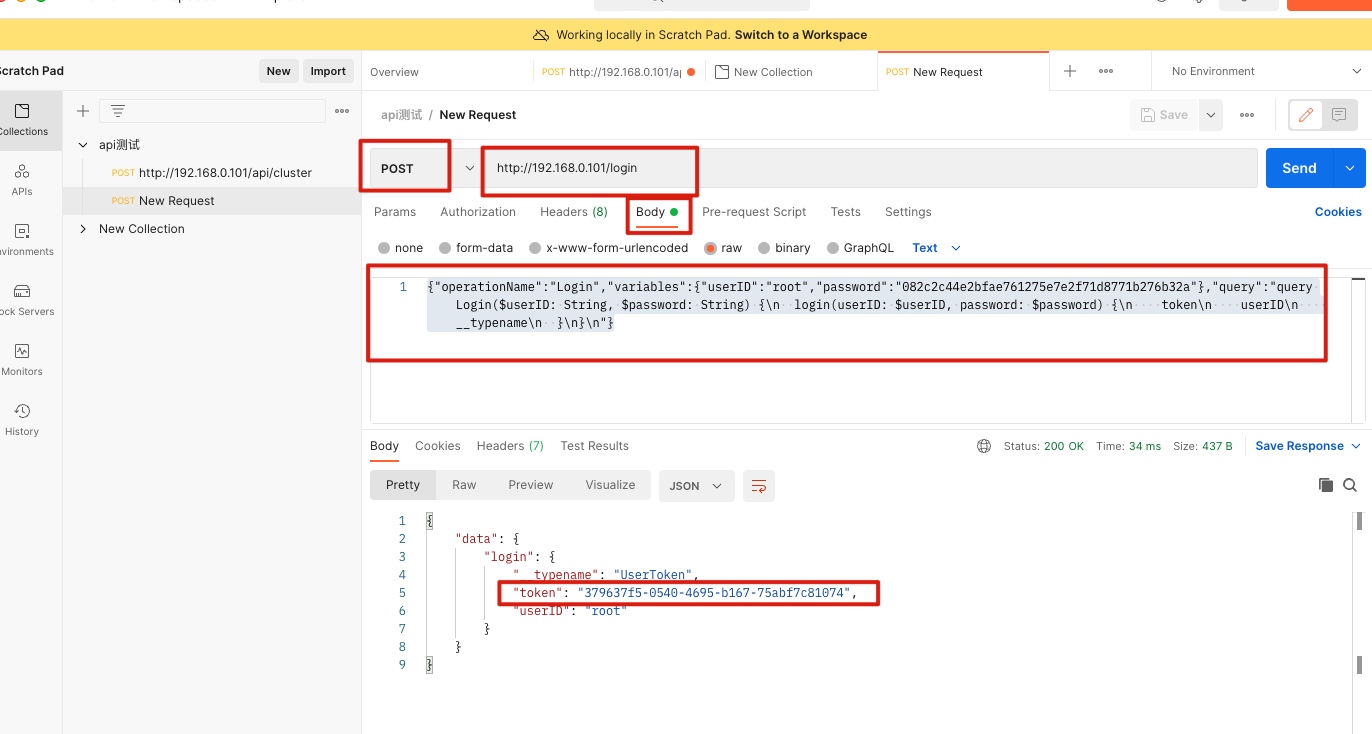 Working locally in Scratch Pad. Switch to a Workspace
Scratch Pad
New
Import
Overview
POST http://192.168.0.101/ap
New Collection
POST New Request
No Environment
Collections
APIs
Environments
Mock Servers
Monitors
History
api测试
POST http://192.168.0.101/api/cluster
POST New Request
New Collection
api测试 / New Request
Save
POST
http://192.168.0.101/login
Send
Params
Authorization
Headers (8)
Body
Pre-request Script
Tests
Settings
Cookies
none
form-data
x-www-form-urlencoded
raw
binary
GraphQL
Text
1 {"operationName":"Login","variables":{"userID":"root","password":"082c2c44e2bfae761275e7e2f71d8771b276b32a"},"query":"query
Login($userID: String, $password: String) {\n  login(userID: $userID, password: $password) {\n    token\n    userID\n
__typename\n  }\n}\n"}
Body
Cookies
Headers (7)
Test Results
Status: 200 OK
Time: 34 ms
Size: 437 B
Save Response
Pretty
Raw
Preview
Visualize
JSON
1 {
2 "data": {
3 "login": {
4 "__typename": "UserToken",
5 "token": "379637f5-0540-4695-b167-75abf7c81074",
6 "userID": "root"
7 }
8 }
9 }